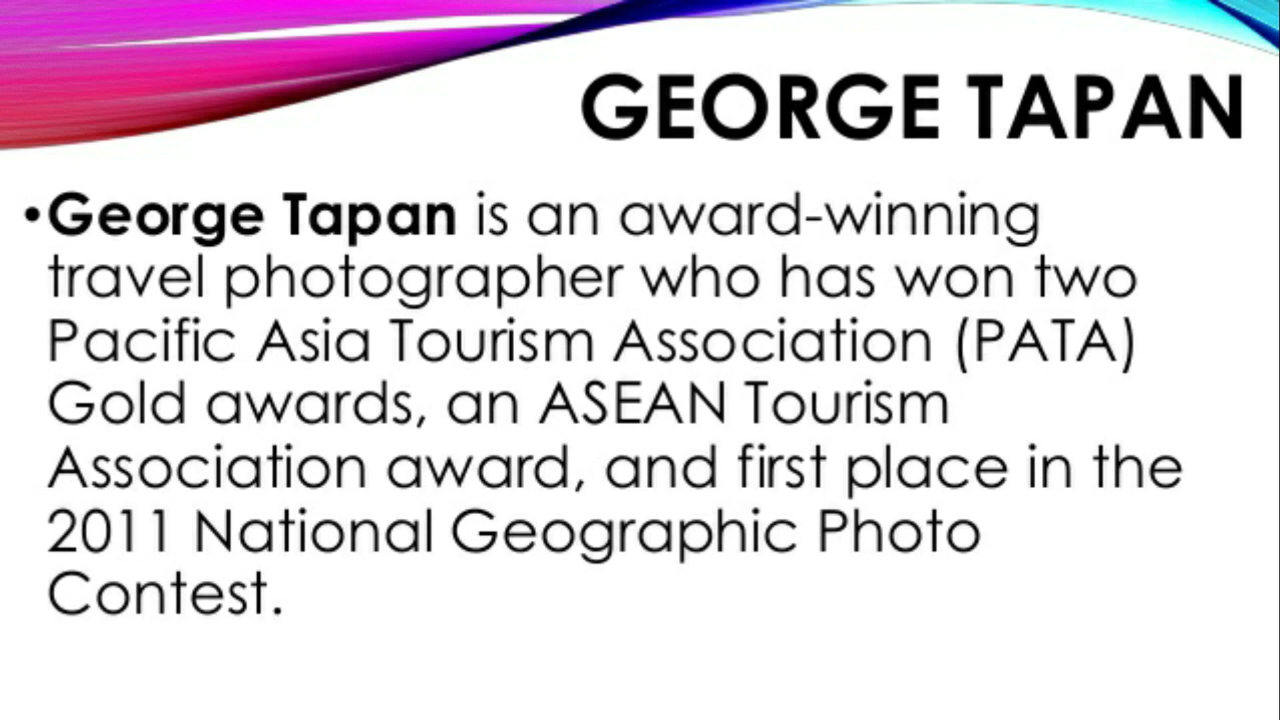 GEORGE TAPAN
•George Tapan is an award-winning
travel photographer who has won two
Pacific Asia Tourism Association (PATA)
Gold awards, an ASEAN Tourism
Association award, and first place in the
2011 National Geographic Photo
Contest.